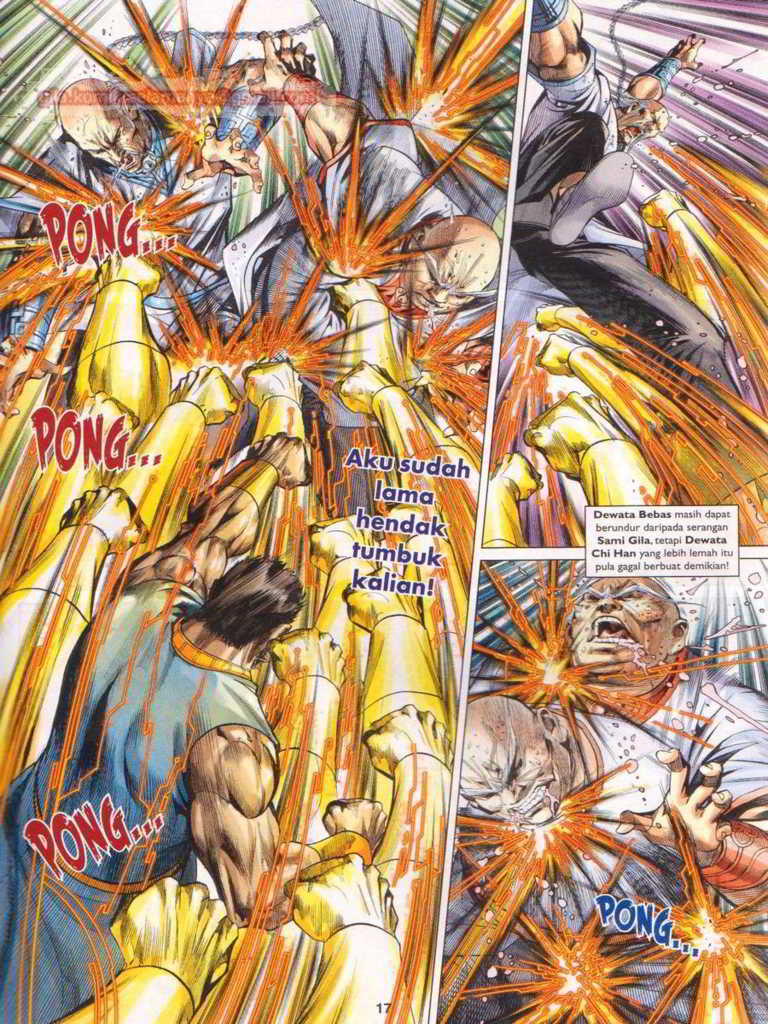 PONG...
PONG...
Aku sudah
lama
hendak
tumbuk
kalian!
PONG...
Dewata Bebas masih dapat
berundur daripada serangan
Sami Gila, tetapi Dewata
Chi Han yang lebih lemah itu
pula gagal berbuat demikian!
PONG...
17